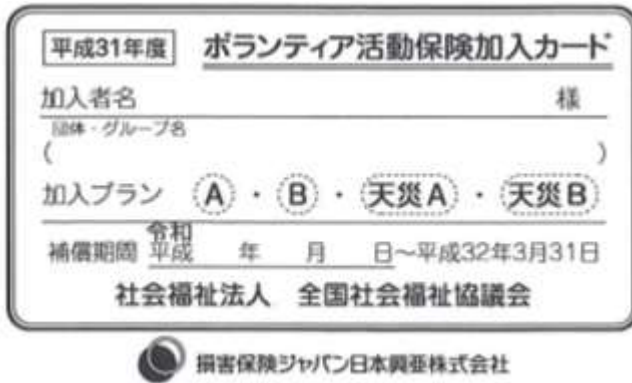 平成31年度 ボランティア活動保険加入カード
加入者名 様
団体・グループ名
( )
加入プラン A・B・天災A・天災B
令和
補償期間 平成 年 月 日〜平成32年3月31日
社会福祉法人 全国社会福祉協議会
損害保険ジャパン日本興亜株式会社